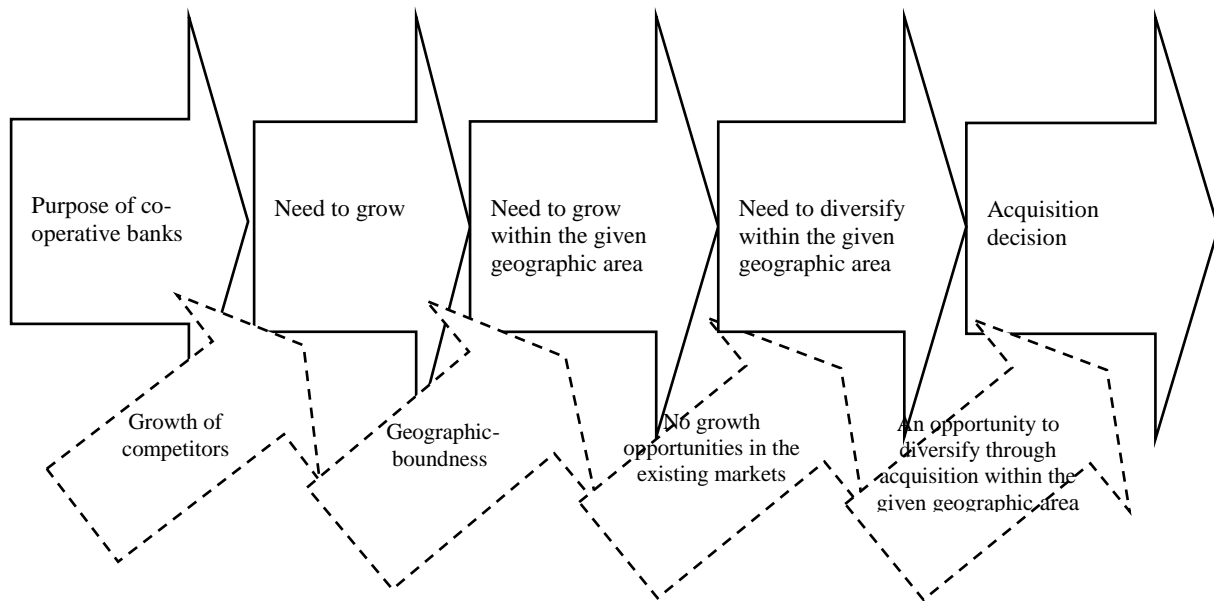 Purpose of co-
operative banks
Need to grow
Need to grow
within the given
geographic area
Need to diversify
within the given
geographic area
Acquisition
decision
Growth of
competitors
Geographic-
boundness
No growth
opportunities in the
existing markets
An opportunity to
diversify through
acquisition within the
given geographic area